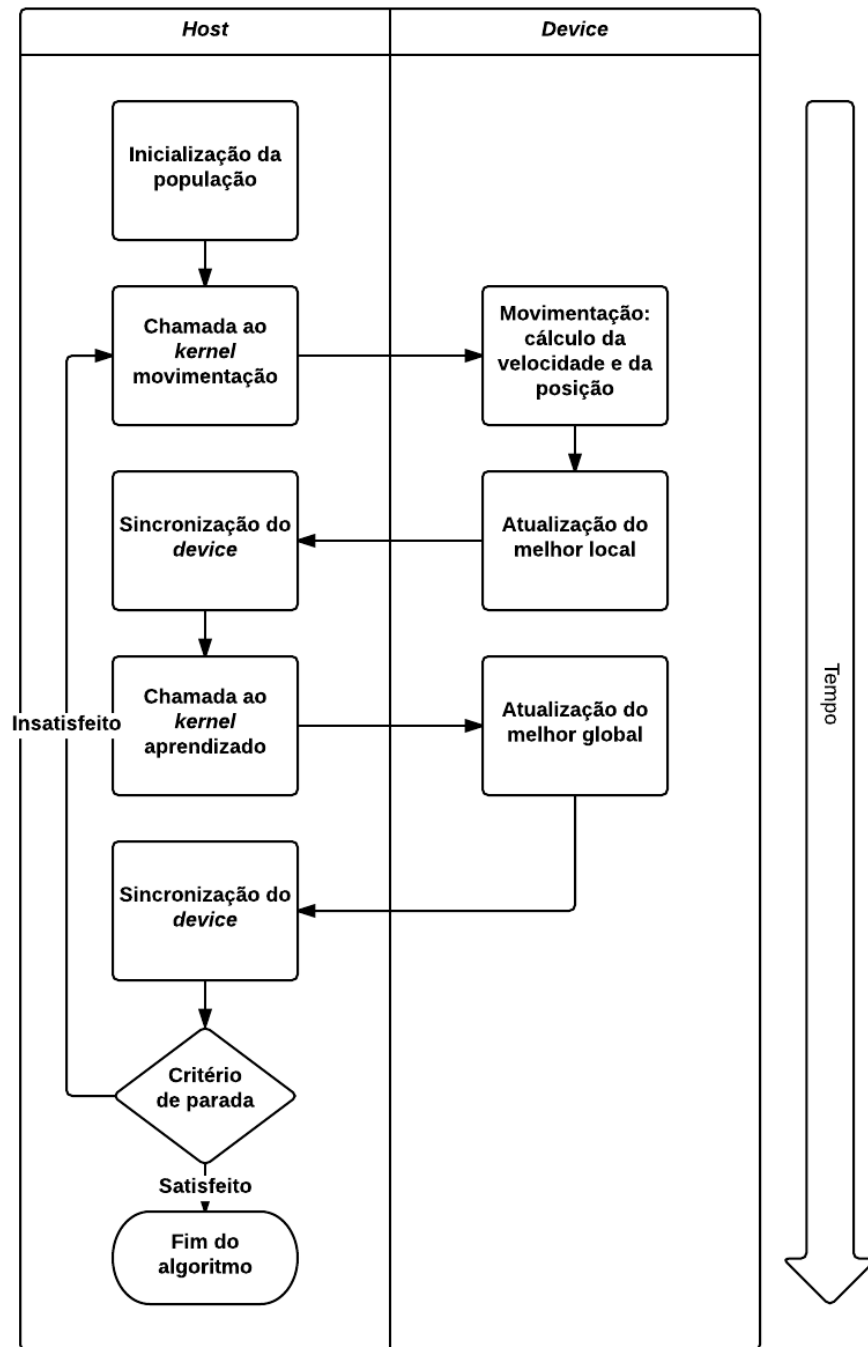 Host
Device
Inicialização da
população
Chamada ao
kernel
movimentação
Movimentação:
cálculo da
velocidade e da
posição
Sincronização do
device
Atualização do
melhor local
Insatisfeito
Chamada ao
kernel
aprendizado
Atualização do
melhor global
Tempo
Sincronização do
device
Critério
de parada
Satisfeito
Fim do
algoritmo